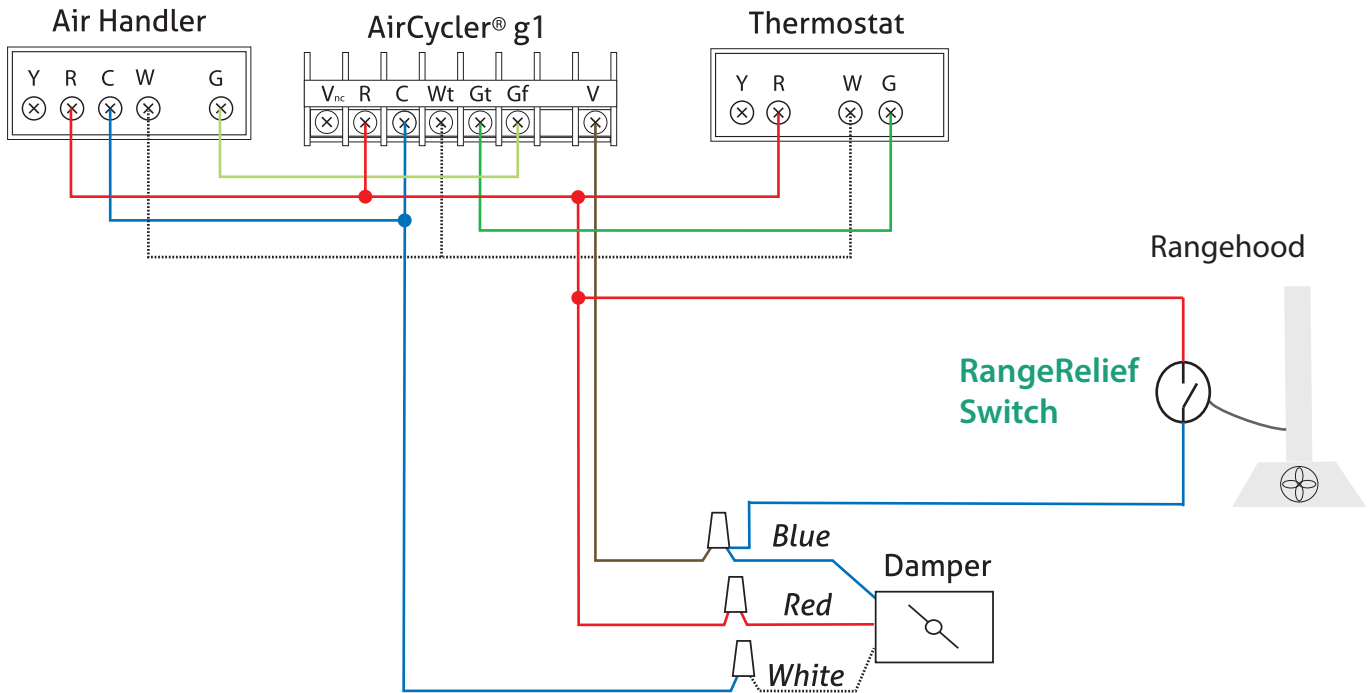 Air Handler
AirCycler® g1
Thermostat
Y R C W G
Vnc R C Wt Gt Gf V
Y R W G
Rangehood
RangeRelief
Switch
Blue
Damper
Red
White